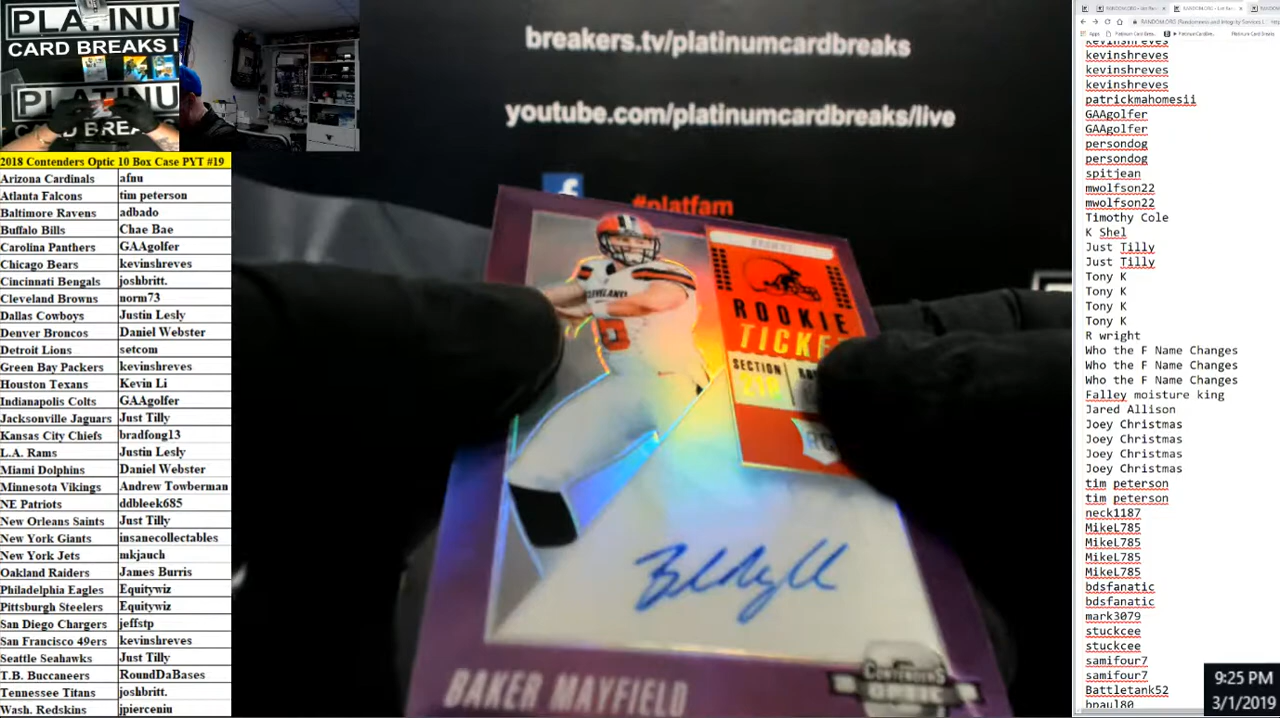 PLATINUM
CARD BREAKS
PLATINUM
CARD BREA
breakers.tv/platinumcardbreaks
youtube.com/platinumcardbreaks/live
#platfam
BROWNS
ROOKIE
TICKE
SECTION
CLEVELAND
CONTENDERS
2018 Contenders Optic 10 Box Case PYT #19
Arizona Cardinals afnu
Atlanta Falcons tim peterson
Baltimore Ravens adbado
Buffalo Bills Chae Bae
Carolina Panthers GAAgolfer
Chicago Bears kevinshreves
Cincinnati Bengals joshbritt.
Cleveland Browns norm73
Dallas Cowboys Justin Lesly
Denver Broncos Daniel Webster
Detroit Lions setcom
Green Bay Packers kevinshreves
Houston Texans Kevin Li
Indianapolis Colts GAAgolfer
Jacksonville Jaguars Just Tilly
Kansas City Chiefs bradfong13
L.A. Rams Justin Lesly
Miami Dolphins Daniel Webster
Minnesota Vikings Andrew Towberman
NE Patriots ddbleek685
New Orleans Saints Just Tilly
New York Giants insanecollectables
New York Jets mkjauch
Oakland Raiders James Burris
Philadelphia Eagles Equitywiz
Pittsburgh Steelers Equitywiz
San Diego Chargers jeffstp
San Francisco 49ers kevinshreves
Seattle Seahawks Just Tilly
T.B. Buccaneers RoundDaBases
Tennessee Titans joshbritt.
Wash. Redskins jpierceniu
kevinshreves
kevinshreves
kevinshreves
kevinshreves
patrickmahomesii
GAAgolfer
GAAgolfer
persondog
persondog
spitjean
mwolfson22
mwolfson22
Timothy Cole
K Shel
Just Tilly
Just Tilly
Tony K
Tony K
Tony K
Tony K
R wright
Who the F Name Changes
Who the F Name Changes
Who the F Name Changes
Falley moisture king
Jared Allison
Joey Christmas
Joey Christmas
Joey Christmas
Joey Christmas
tim peterson
tim peterson
neck1187
MikeL785
MikeL785
MikeL785
MikeL785
bdsfanatic
bdsfanatic
mark3079
stuckcee
stuckcee
samifour7
samifour7
Battletank52
bpaul80
9:25 PM
3/1/2019